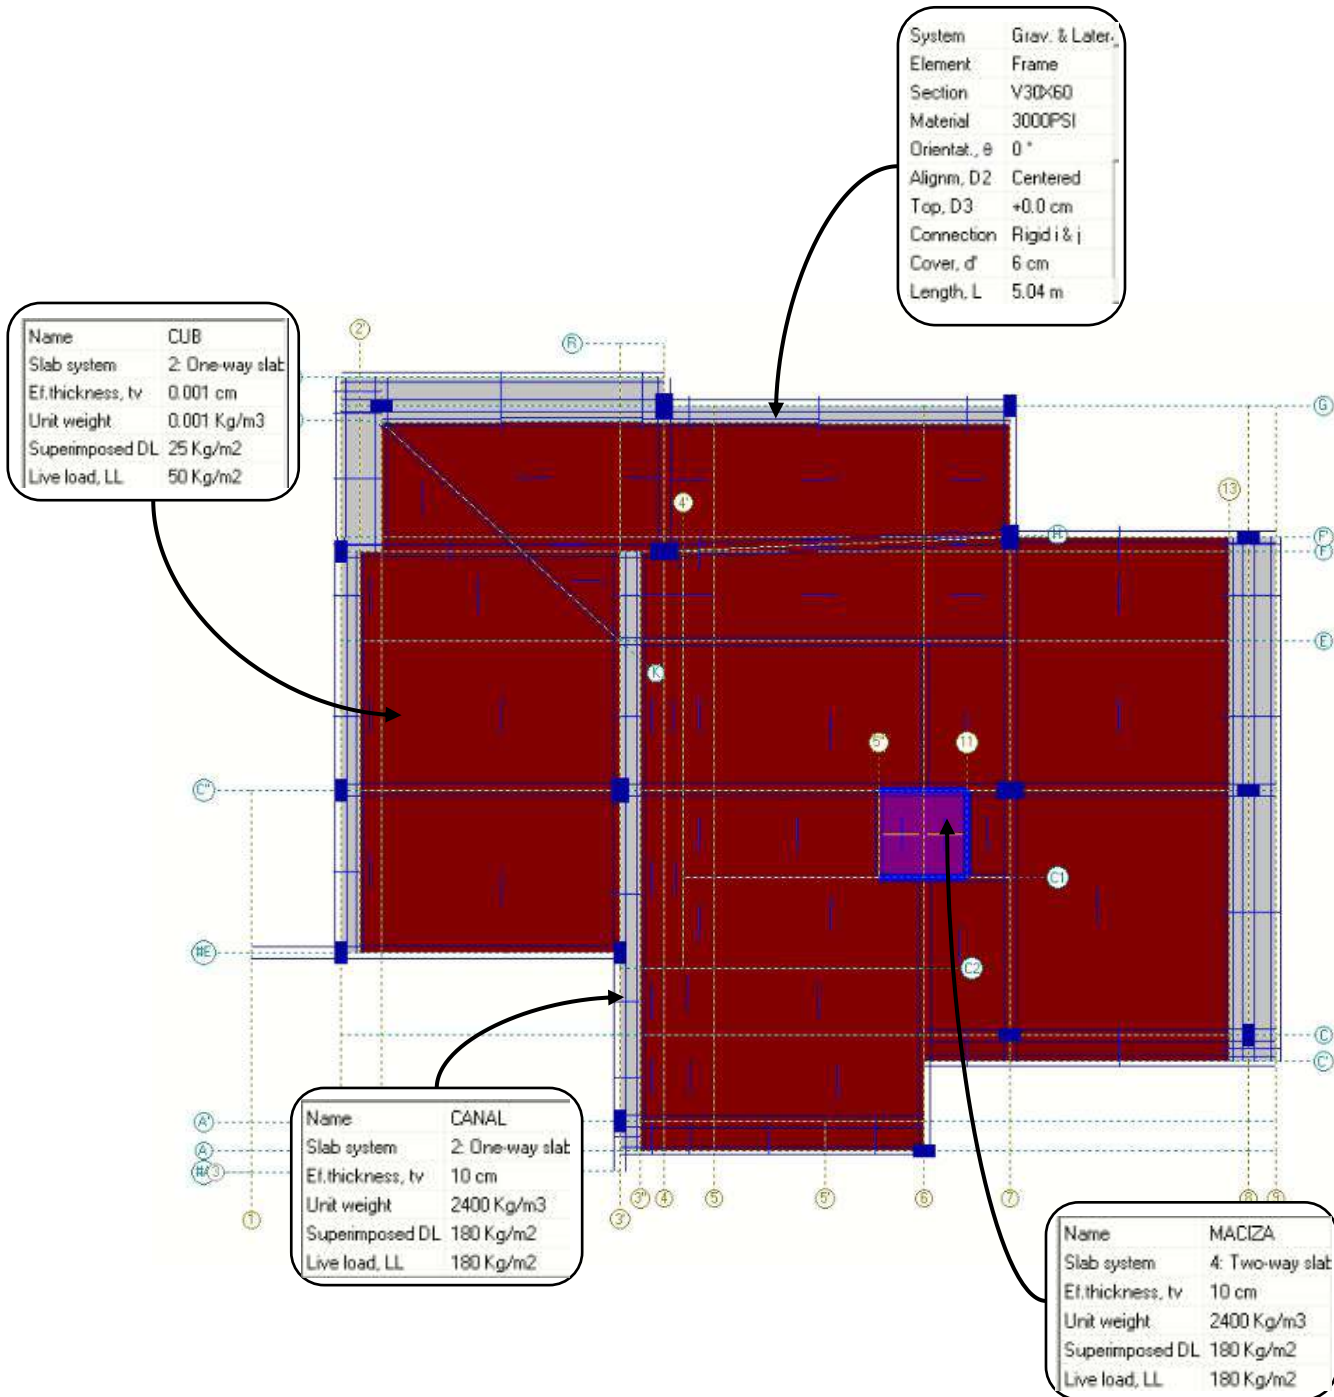 System Grav. & Later
Element Frame
Section V30X60
Material 3000PSI
Orientat., θ 0 °
Alignm, D2 Centered
Top, D3 +0.0 cm
Connection Rigid i & j
Cover, d' 6 cm
Length, L 5.04 m
Name CUB
Slab system 2: One-way slab
Ef.thickness, tv 0.001 cm
Unit weight 0.001 Kg/m3
Superimposed DL 25 Kg/m2
Live load, LL 50 Kg/m2
2'
R
G
13
4'
H
F'
F
E
K
5''
11
C''
C1
#E
C2
C
C'
A'
A
3
3''
4
5
5'
6
7
8
9
1
3'
Name CANAL
Slab system 2: One-way slab
Ef.thickness, tv 10 cm
Unit weight 2400 Kg/m3
Superimposed DL 180 Kg/m2
Live load, LL 180 Kg/m2
Name MACIZA
Slab system 4: Two-way slab
Ef.thickness, tv 10 cm
Unit weight 2400 Kg/m3
Superimposed DL 180 Kg/m2
Live load, LL 180 Kg/m2